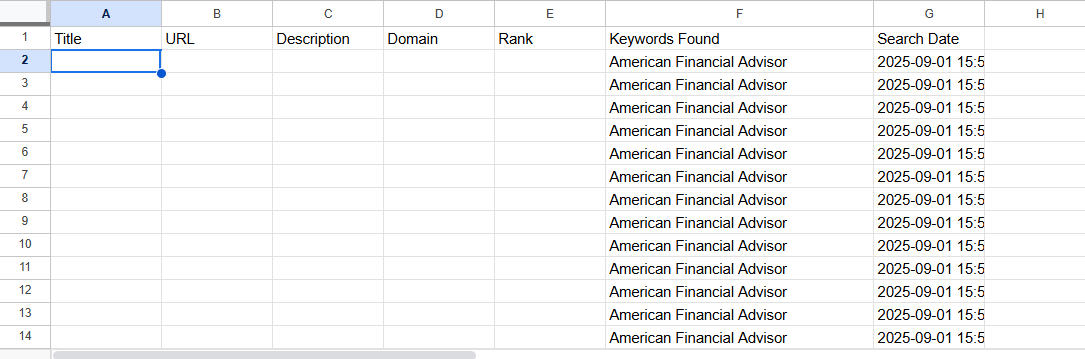 A B C D E F G H
1 Title URL Description Domain Rank Keywords Found Search Date
2 American Financial Advisor 2025-09-01 15:5
3 American Financial Advisor 2025-09-01 15:5
4 American Financial Advisor 2025-09-01 15:5
5 American Financial Advisor 2025-09-01 15:5
6 American Financial Advisor 2025-09-01 15:5
7 American Financial Advisor 2025-09-01 15:5
8 American Financial Advisor 2025-09-01 15:5
9 American Financial Advisor 2025-09-01 15:5
10 American Financial Advisor 2025-09-01 15:5
11 American Financial Advisor 2025-09-01 15:5
12 American Financial Advisor 2025-09-01 15:5
13 American Financial Advisor 2025-09-01 15:5
14 American Financial Advisor 2025-09-01 15:5